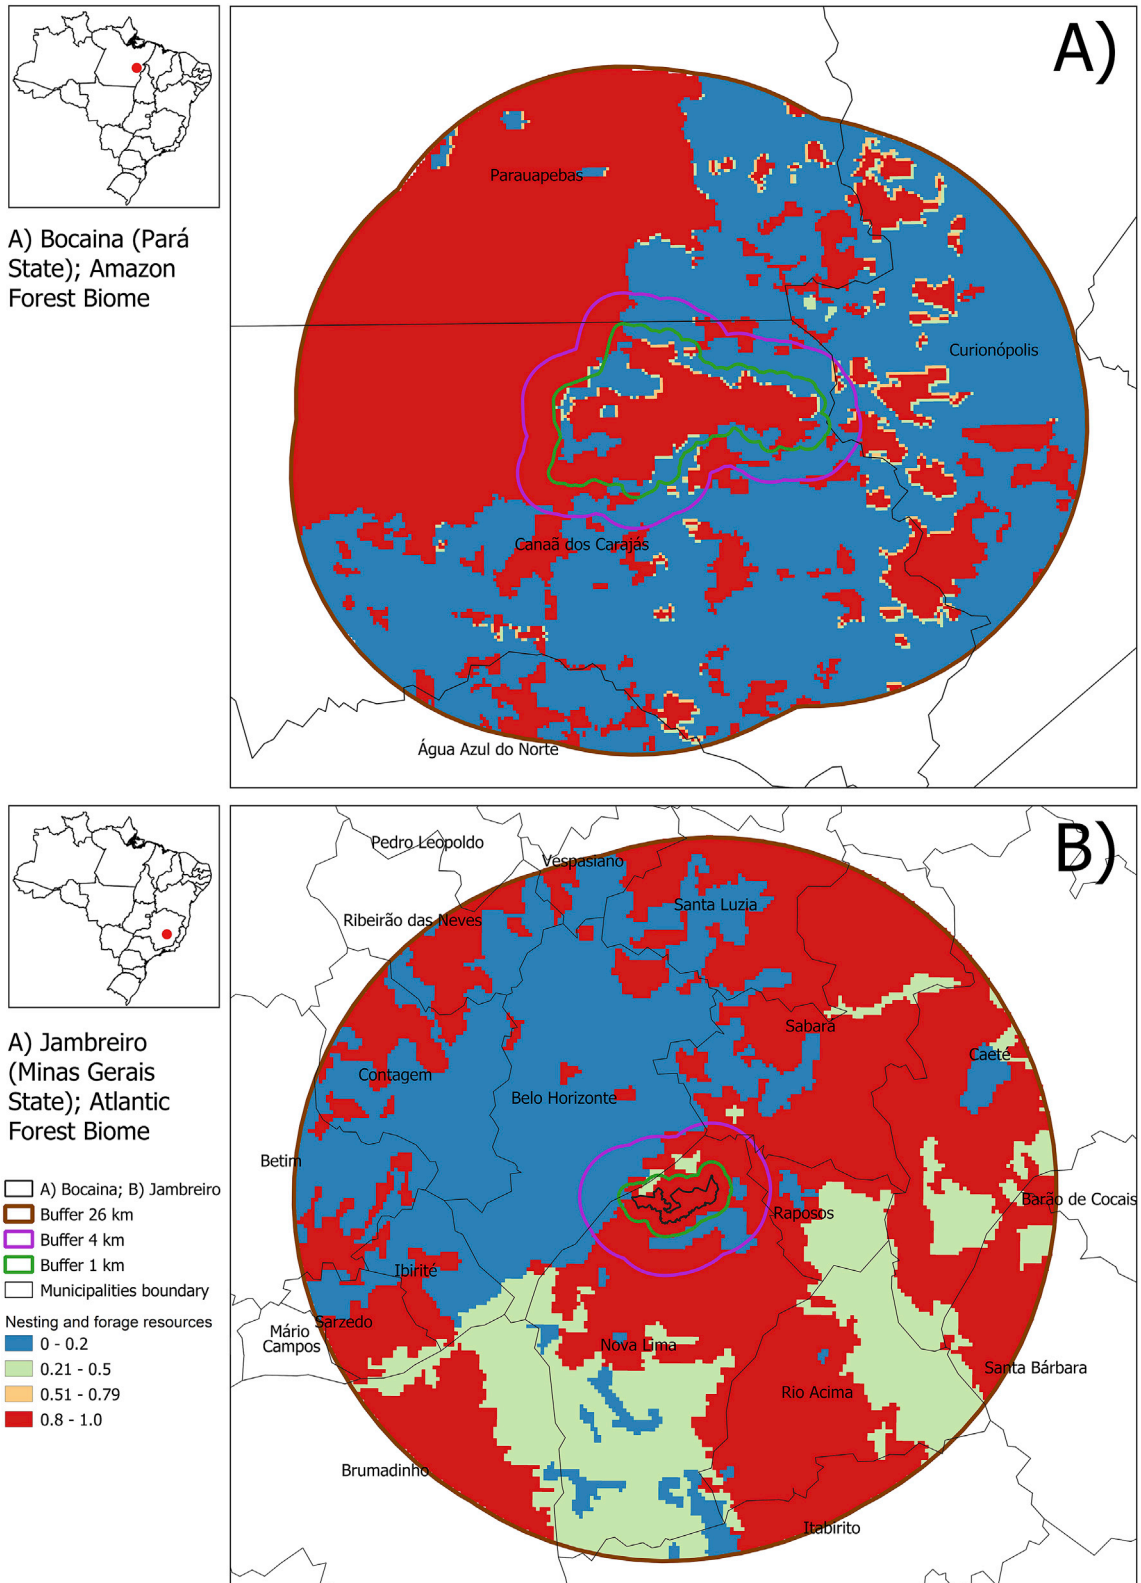 A)
Parauapebas
Curionópolis
Canaã dos Carajás
Água Azul do Norte
A) Bocaina (Pará
State); Amazon
Forest Biome
B)
Pedro Leopoldo
Vespasiano
Santa Luzia
Ribeirão das Neves
Sabará
Caeté
Contagem
Belo Horizonte
Betim
Barão de Cocais
Raposos
Ibirité
Sarzedo
Mário
Campos
Nova Lima
Santa Bárbara
Rio Acima
Brumadinho
Itabirito
A) Jambreiro
(Minas Gerais
State); Atlantic
Forest Biome
A) Bocaina; B) Jambreiro
Buffer 26 km
Buffer 4 km
Buffer 1 km
Municipalities boundary
Nesting and forage resources
0 - 0.2
0.21 - 0.5
0.51 - 0.79
0.8 - 1.0